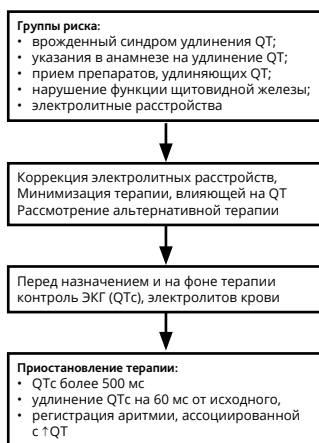 Группы риска:
• врожденный синдром удлинения QT;
• указания в анамнезе на удлинение QT;
• прием препаратов, удлиняющих QT;
• нарушение функции щитовидной железы;
• электролитные расстройства
Коррекция электролитных расстройств,
Минимизация терапии, влияющей на QT
Рассмотрение альтернативной терапии
Перед назначением и на фоне терапии
контроль ЭКГ (QTc), электролитов крови
Приостановление терапии:
• QTc более 500 мс
• удлинение QTc на 60 мс от исходного,
• регистрация аритмии, ассоциированной
с ↑QT